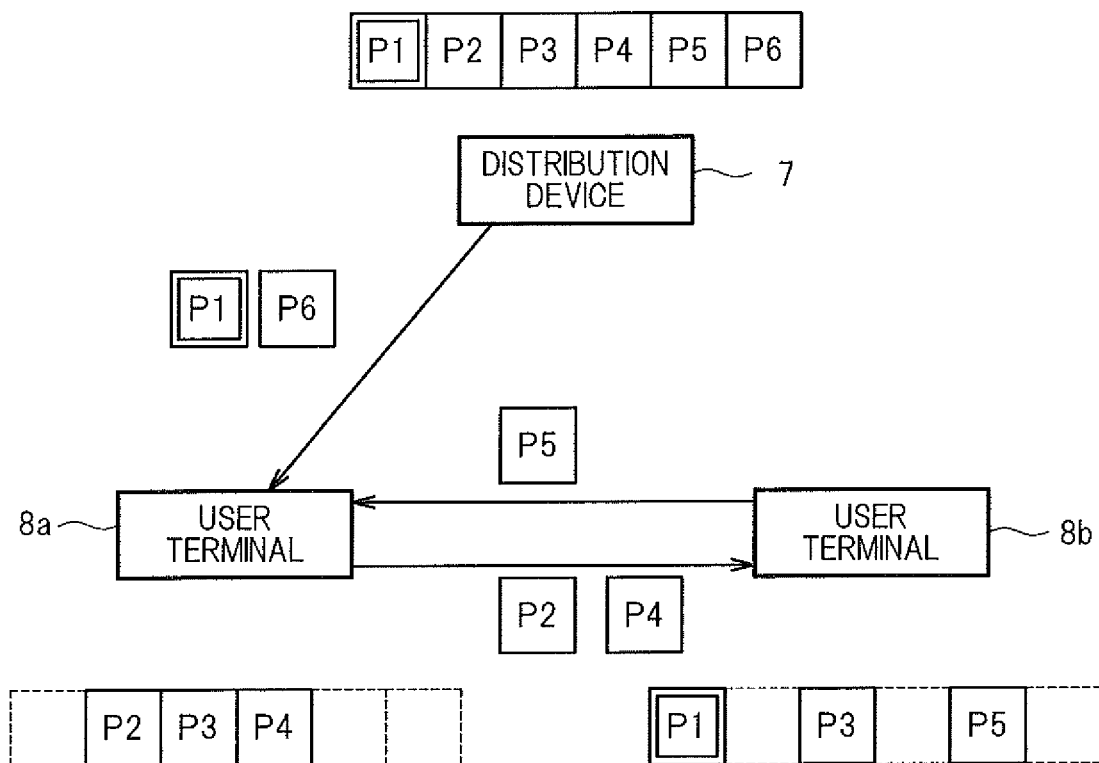 P1 P2 P3 P4 P5 P6
DISTRIBUTION
DEVICE
7
P1 P6
P5
8a
USER
TERMINAL
USER
TERMINAL
8b
P2 P4
P2 P3 P4
P1 P3 P5